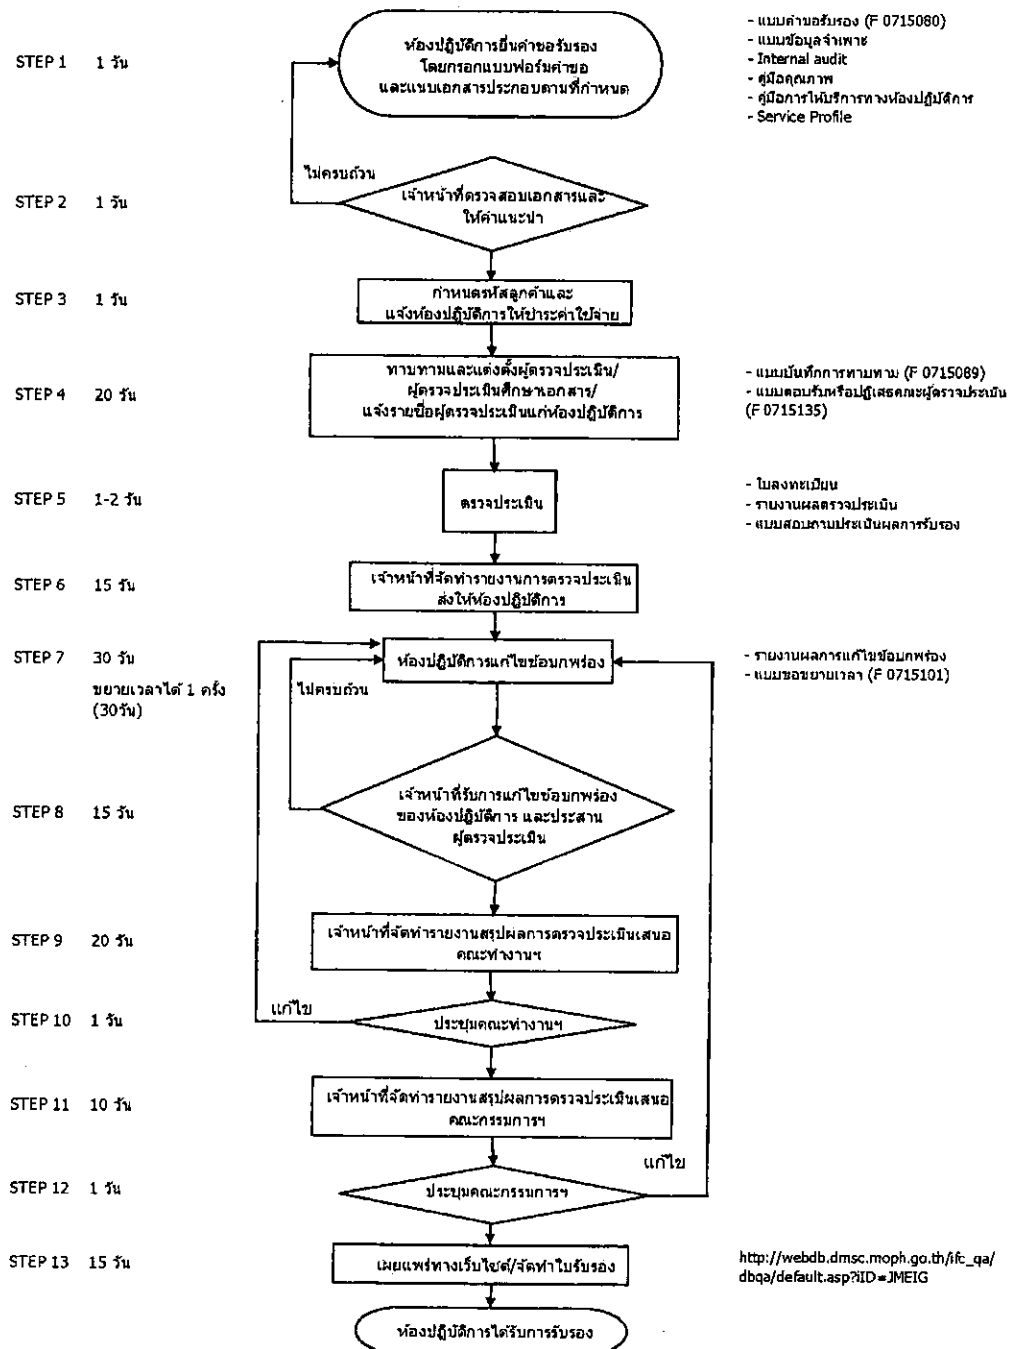 STEP 1 1 วัน
ห้องปฏิบัติการยื่นคำขอรับรอง
โดยกรอกแบบฟอร์มคำขอ
และแนบเอกสารประกอบตามที่กำหนด
- แบบคำขอรับรอง (F 0715080)
- แบบข้อมูลจำเพาะ
- Internal audit
- คู่มือคุณภาพ
- คู่มือการให้บริการทางห้องปฏิบัติการ
- Service Profile
ไม่ครบถ้วน
STEP 2 1 วัน
เจ้าหน้าที่ตรวจสอบเอกสารและ
ให้คำแนะนำ
STEP 3 1 วัน
กำหนดรหัสลูกค้าและ
แจ้งห้องปฏิบัติการให้ชำระค่าใช้จ่าย
STEP 4 20 วัน
ทาบทามและแต่งตั้งผู้ตรวจประเมิน/
ผู้ตรวจประเมินศึกษาเอกสาร/
แจ้งรายชื่อผู้ตรวจประเมินแก่ห้องปฏิบัติการ
- แบบบันทึกการทาบทาม (F 0715089)
- แบบตอบรับหรือปฏิเสธคณะผู้ตรวจประเมิน
(F 0715135)
STEP 5 1-2 วัน
ตรวจประเมิน
- ใบลงทะเบียน
- รายงานผลตรวจประเมิน
- แบบสอบถามประเมินผลการรับรอง
STEP 6 15 วัน
เจ้าหน้าที่จัดทำรายงานการตรวจประเมิน
ส่งให้ห้องปฏิบัติการ
STEP 7 30 วัน
ขยายเวลาได้ 1 ครั้ง
(30วัน)
ห้องปฏิบัติการแก้ไขข้อบกพร่อง
- รายงานผลการแก้ไขข้อบกพร่อง
- แบบขอขยายเวลา (F 0715101)
ไม่ครบถ้วน
STEP 8 15 วัน
เจ้าหน้าที่รับการแก้ไขข้อบกพร่อง
ของห้องปฏิบัติการ และประสาน
ผู้ตรวจประเมิน
STEP 9 20 วัน
เจ้าหน้าที่จัดทำรายงานสรุปผลการตรวจประเมินเสนอ
คณะทำงานฯ
แก้ไข
STEP 10 1 วัน
ประชุมคณะทำงานฯ
STEP 11 10 วัน
เจ้าหน้าที่จัดทำรายงานสรุปผลการตรวจประเมินเสนอ
คณะกรรมการฯ
แก้ไข
STEP 12 1 วัน
ประชุมคณะกรรมการฯ
STEP 13 15 วัน
เผยแพร่ทางเว็บไซต์/จัดทำใบรับรอง
http://webdb.dmsc.moph.go.th/ifc_qa/
dbqa/default.asp?iID=JMEIG
ห้องปฏิบัติการได้รับการรับรอง